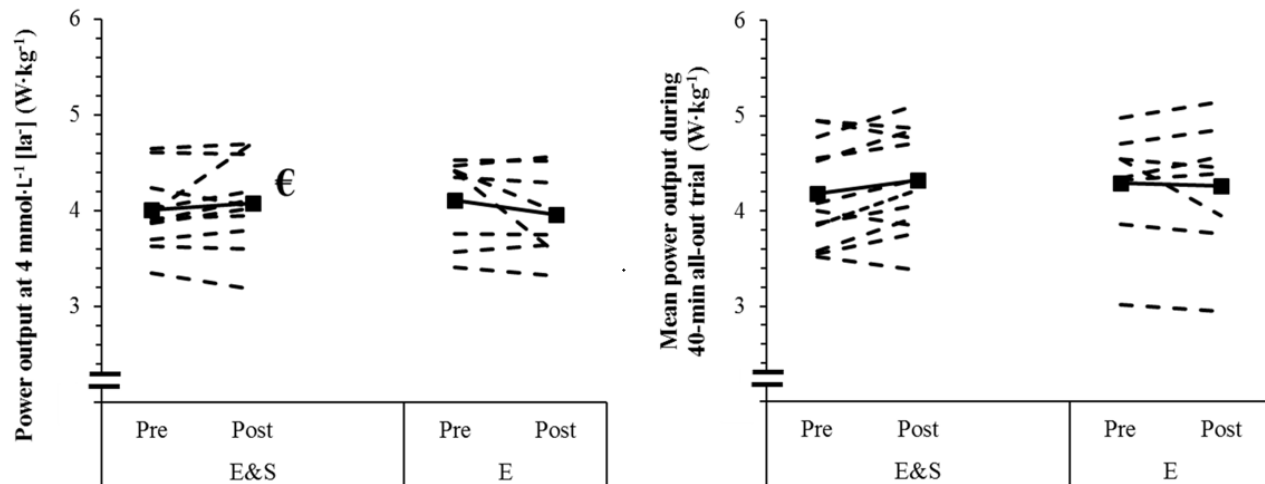 Power output at 4 mmol·L⁻¹ [la⁻] (W·kg⁻¹)
6
5
4
3
€
Pre Post Pre Post
E&S E
Mean power output during
40-min all-out trial (W·kg⁻¹)
6
5
4
3
Pre Post Pre Post
E&S E